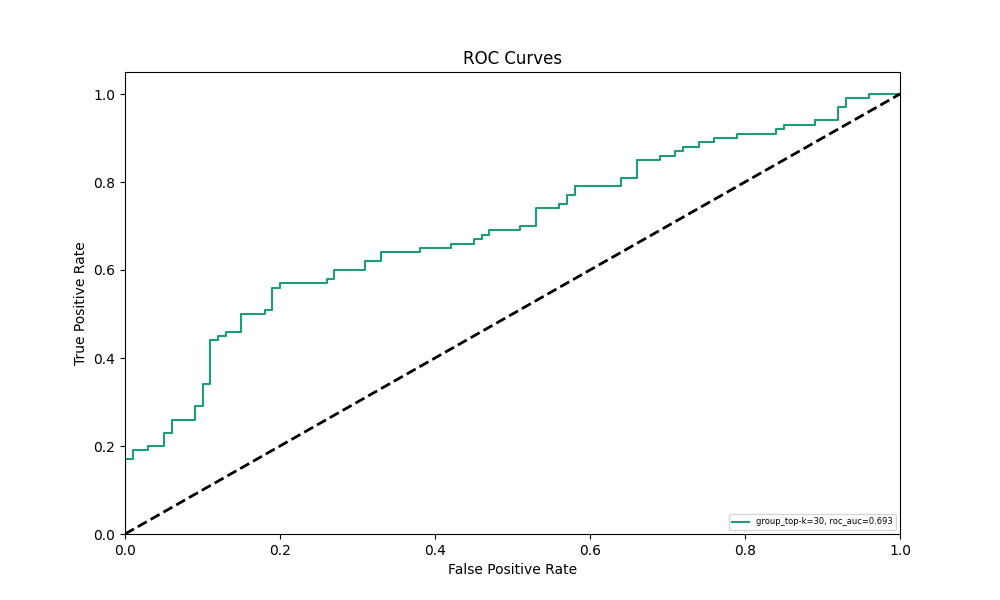 ROC Curves
True Positive Rate
1.0
0.8
0.6
0.4
0.2
0.0
0.0 0.2 0.4 0.6 0.8 1.0
False Positive Rate
group_top-k=30, roc_auc=0.693